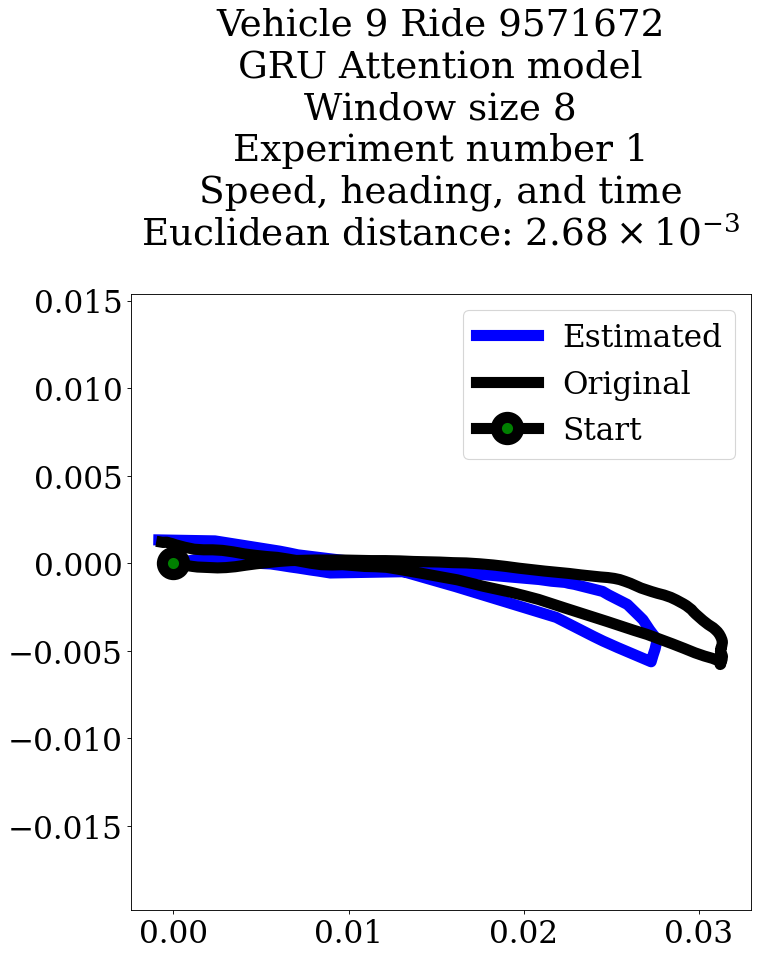 Vehicle 9 Ride 9571672
GRU Attention model
Window size 8
Experiment number 1
Speed, heading, and time
Euclidean distance: 2.68 × 10⁻³
0.015
Estimated
0.010
Original
0.005
Start
0.000
−0.005
−0.010
−0.015
0.00 0.01 0.02 0.03